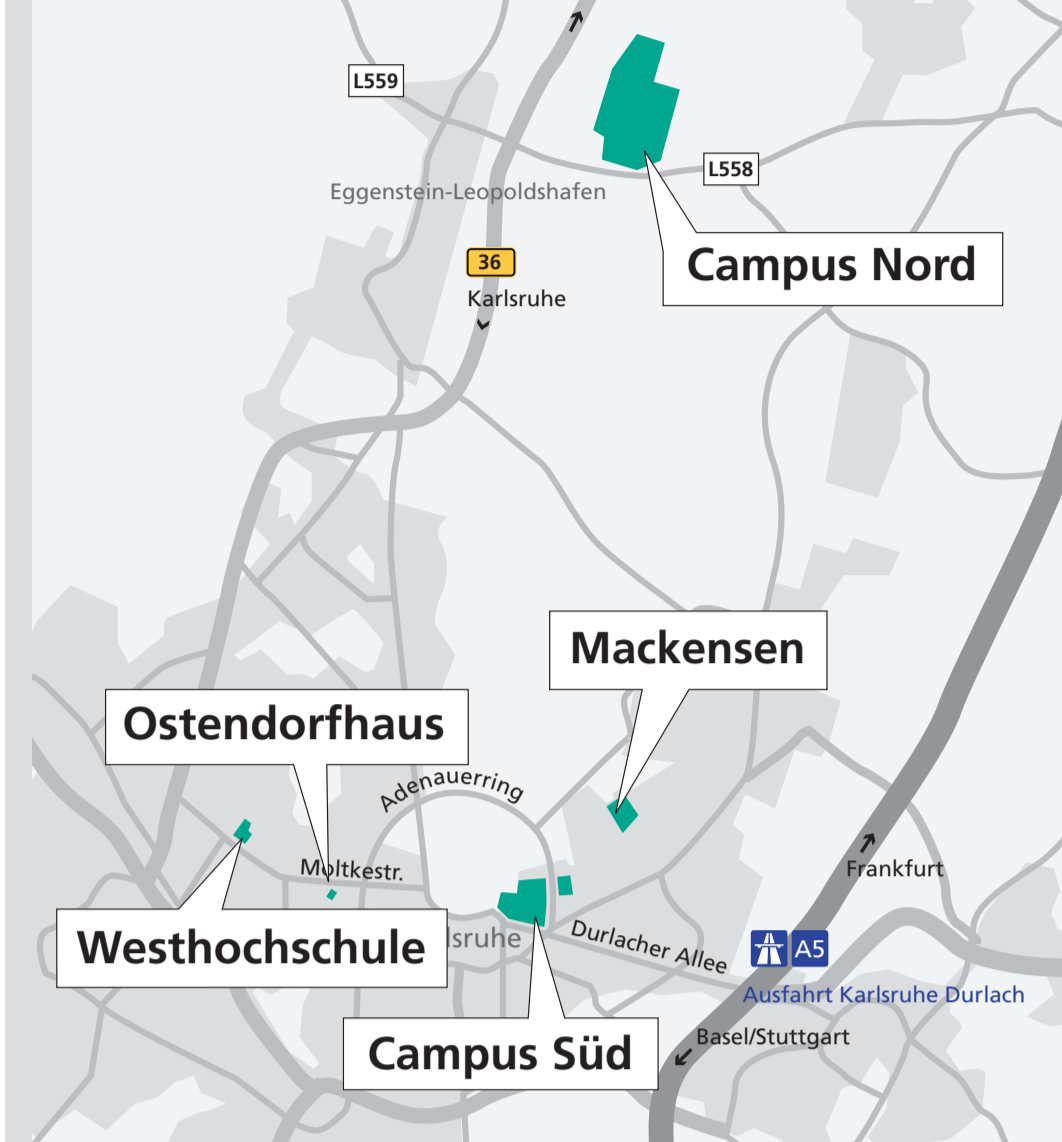 L559
L558
Eggenstein-Leopoldshafen
Campus Nord
36
Karlsruhe
Mackensen
Ostendorfhaus
Adenauerring
Moltkestr.
Frankfurt
Westhochschule
lsruhe
Durlacher Allee
A5
Ausfahrt Karlsruhe Durlach
Basel/Stuttgart
Campus Süd